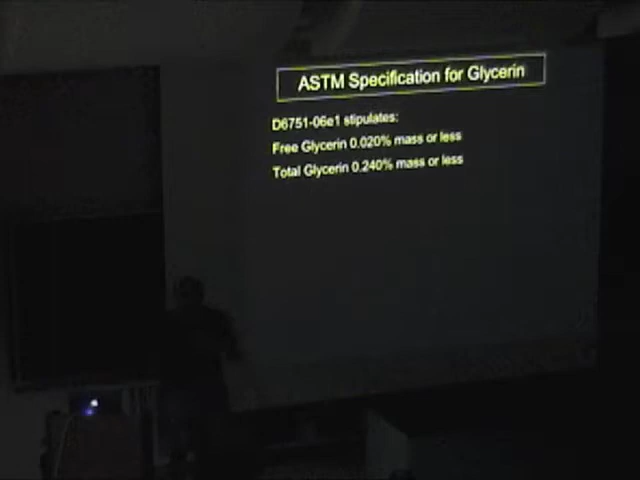 ASTM Specification for Glycerin
D6751-06e1 stipulates:
Free Glycerin 0.020% mass or less
Total Glycerin 0.240% mass or less